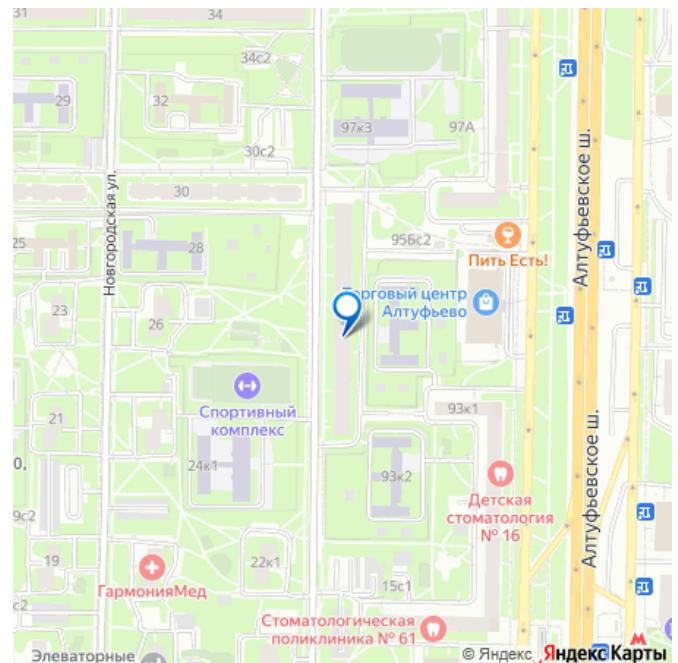 31
34
34с2
29
32
97к3
97А
30с2
Алтуфьевское ш.
Новгородская ул.
30
25
28
95Бс2
Пить Есть!
Торговый центр
Алтуфьево
23
26
Спортивный
комплекс
93к1
21
24к1
93к2
Детская
стоматология
№ 16
Алтуфьевское ш.
9с2
19
22к1
ГармонияМед
15с1
Стоматологическая
поликлиника № 61
Элеваторные
© Яндекс Яндекс Карты